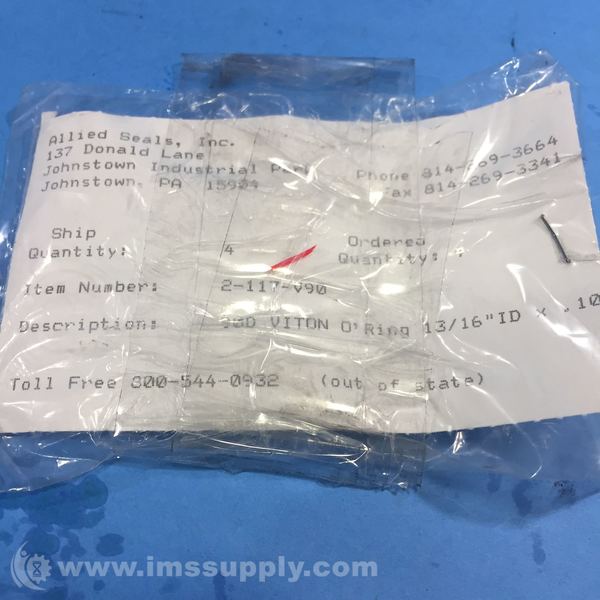 Allied Seals, Inc.
137 Donald Lane
Johnstown Industrial Park Phone 814-269-3664
Johnstown, PA 15904 Fax 814-269-3341
Ship Ordered
Quantity: 4 Quantity:
Item Number: 2-117-V90
Description: VITON O'Ring 13/16"ID x .10
Toll Free 800-544-0932 (out of state)
www.imssupply.com